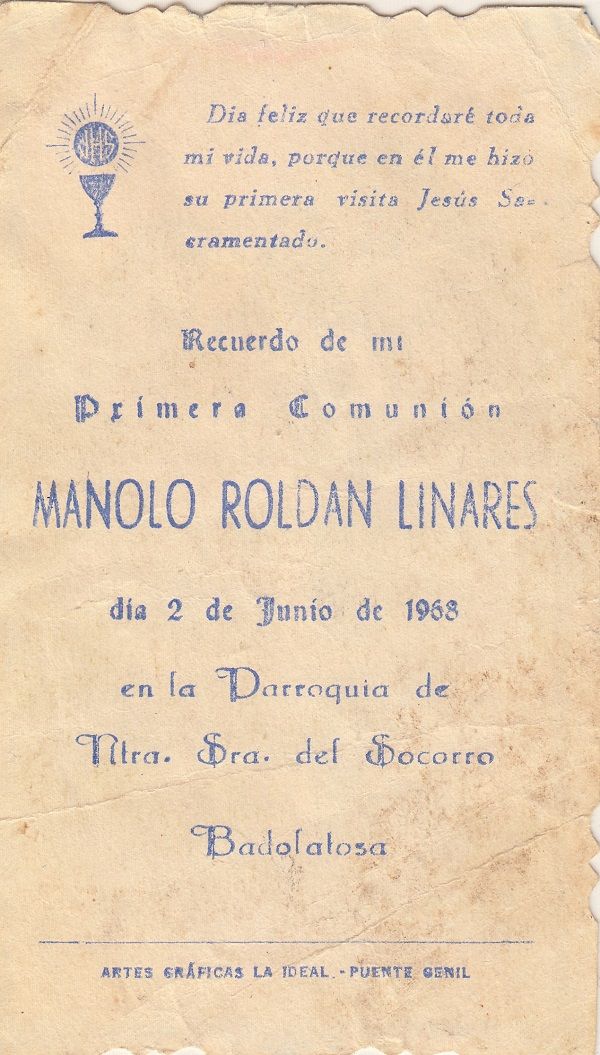 JHS
Dia feliz que recordaré toda
mi vida, porque en él me hizo
su primera visita Jesús Sa-
cramentado.
Recuerdo de mi
Primera Comunión
MANOLO ROLDAN LINARES
día 2 de Junio de 1968
en la Parroquia de
Ntra. Sra. del Socorro
Badolatosa
ARTES GRÁFICAS LA IDEAL.-PUENTE GENIL